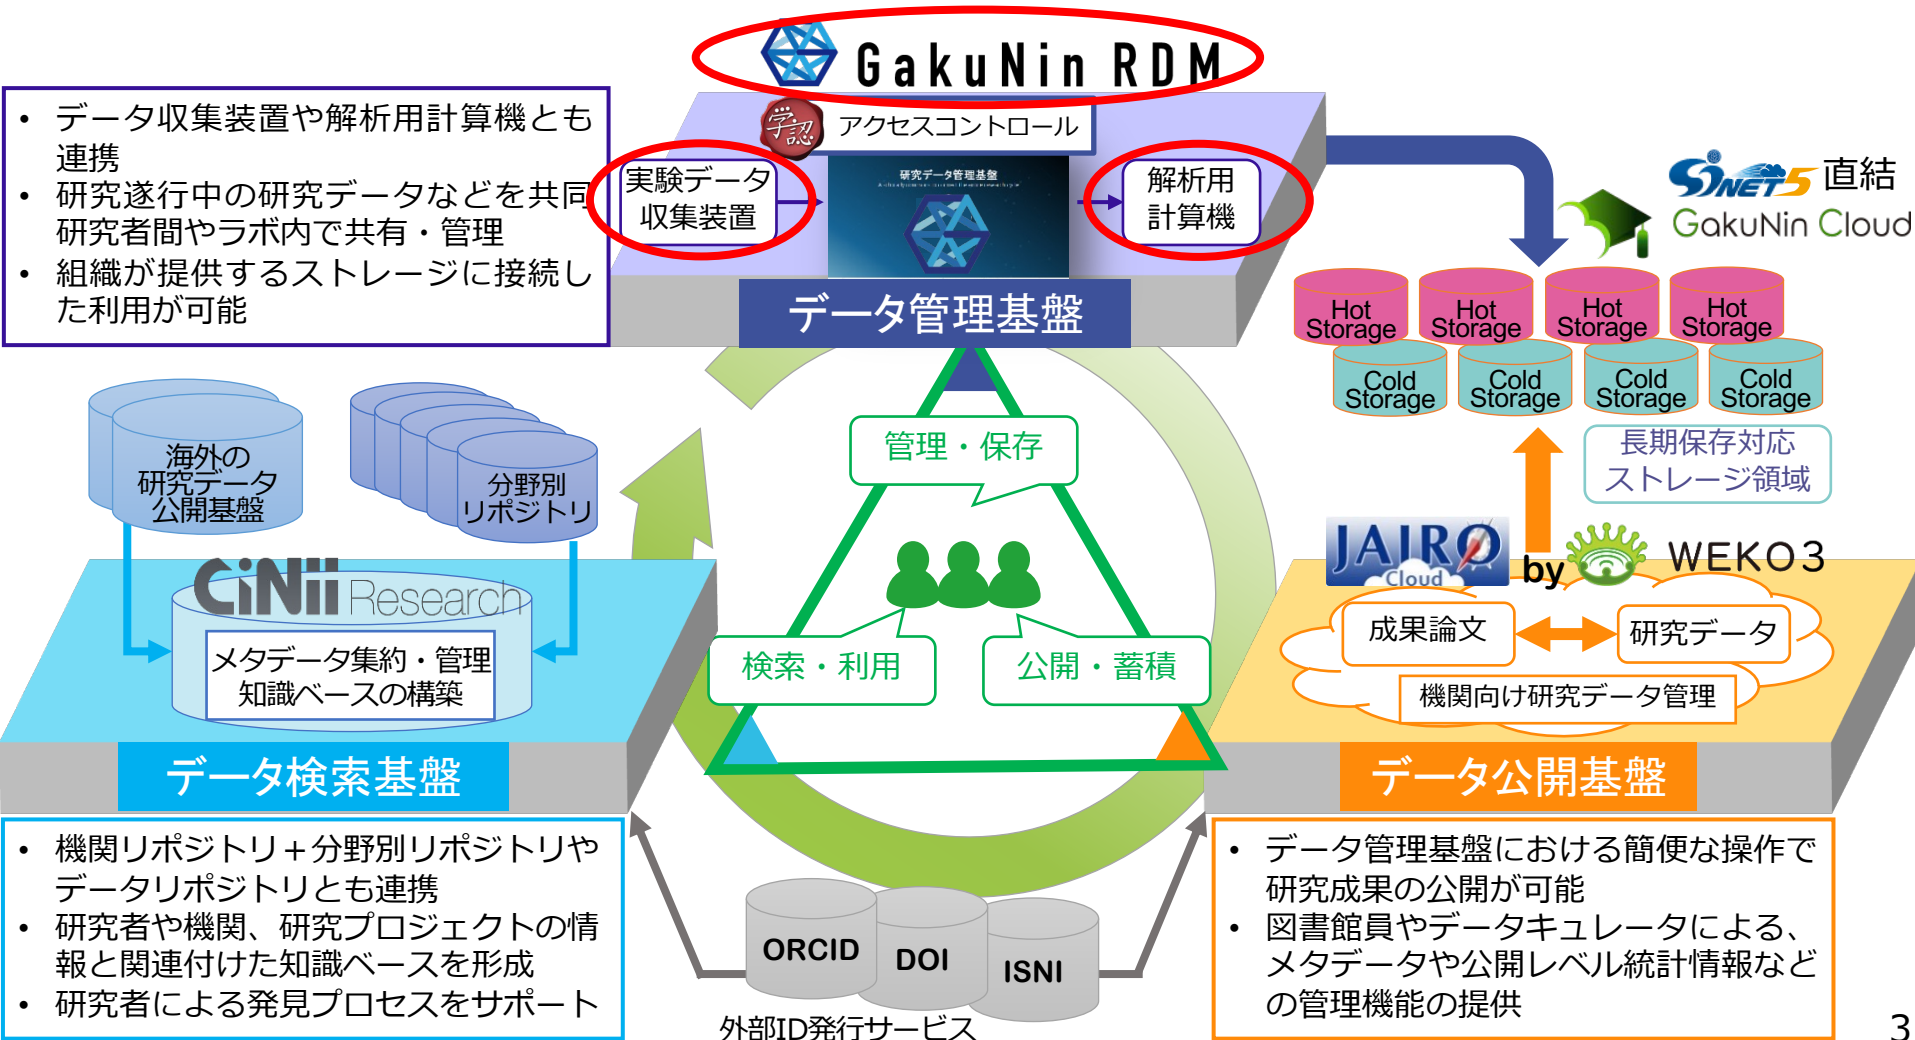 GakuNin RDM
• データ収集装置や解析用計算機とも
連携
• 研究遂行中の研究データなどを共同
研究者間やラボ内で共有・管理
• 組織が提供するストレージに接続し
た利用が可能
学認
アクセスコントロール
実験データ
収集装置
研究データ管理基盤
解析用
計算機
データ管理基盤
SINET5 直結
GakuNin Cloud
Hot
Storage
Hot
Storage
Hot
Storage
Hot
Storage
Cold
Storage
Cold
Storage
Cold
Storage
Cold
Storage
長期保存対応
ストレージ領域
海外の
研究データ
公開基盤
分野別
リポジトリ
管理・保存
検索・利用
公開・蓄積
CiNii Research
メタデータ集約・管理
知識ベースの構築
データ検索基盤
JAIRO
Cloud
by
WEKO3
成果論文
研究データ
機関向け研究データ管理
データ公開基盤
• 機関リポジトリ＋分野別リポジトリや
データリポジトリとも連携
• 研究者や機関、研究プロジェクトの情
報と関連付けた知識ベースを形成
• 研究者による発見プロセスをサポート
ORCID
DOI
ISNI
外部ID発行サービス
• データ管理基盤における簡便な操作で
研究成果の公開が可能
• 図書館員やデータキュレータによる、
メタデータや公開レベル統計情報など
の管理機能の提供
3